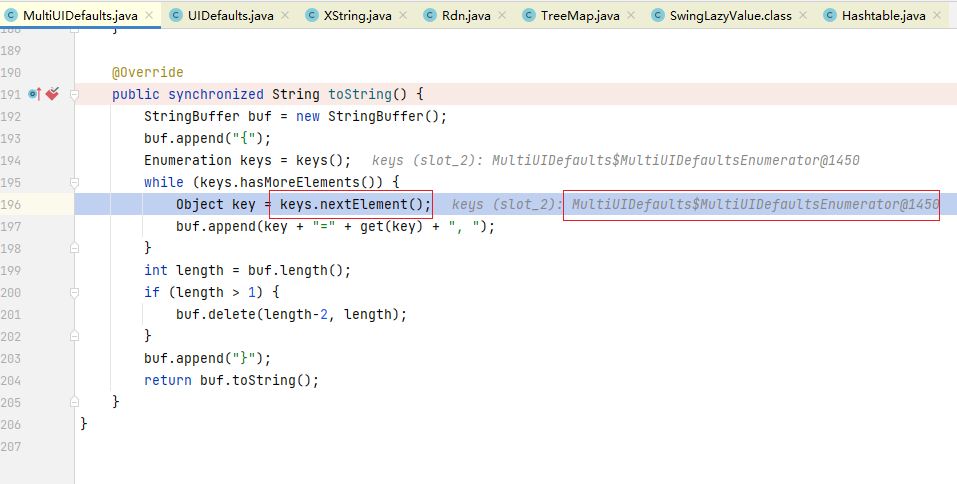 MultiUIDefaults.java UIDefaults.java XString.java Rdn.java TreeMap.java SwingLazyValue.class Hashtable.java
188 }
189
190 @Override
191 public synchronized String toString() {
192 StringBuffer buf = new StringBuffer();
193 buf.append("{");
194 Enumeration keys = keys(); keys (slot_2): MultiUIDefaults$MultiUIDefaultsEnumerator@1450
195 while (keys.hasMoreElements()) {
196 Object key = keys.nextElement(); keys (slot_2): MultiUIDefaults$MultiUIDefaultsEnumerator@1450
197 buf.append(key + "=" + get(key) + ", ");
198 }
199 int length = buf.length();
200 if (length > 1) {
201 buf.delete(length-2, length);
202 }
203 buf.append("}");
204 return buf.toString();
205 }
206 }
207